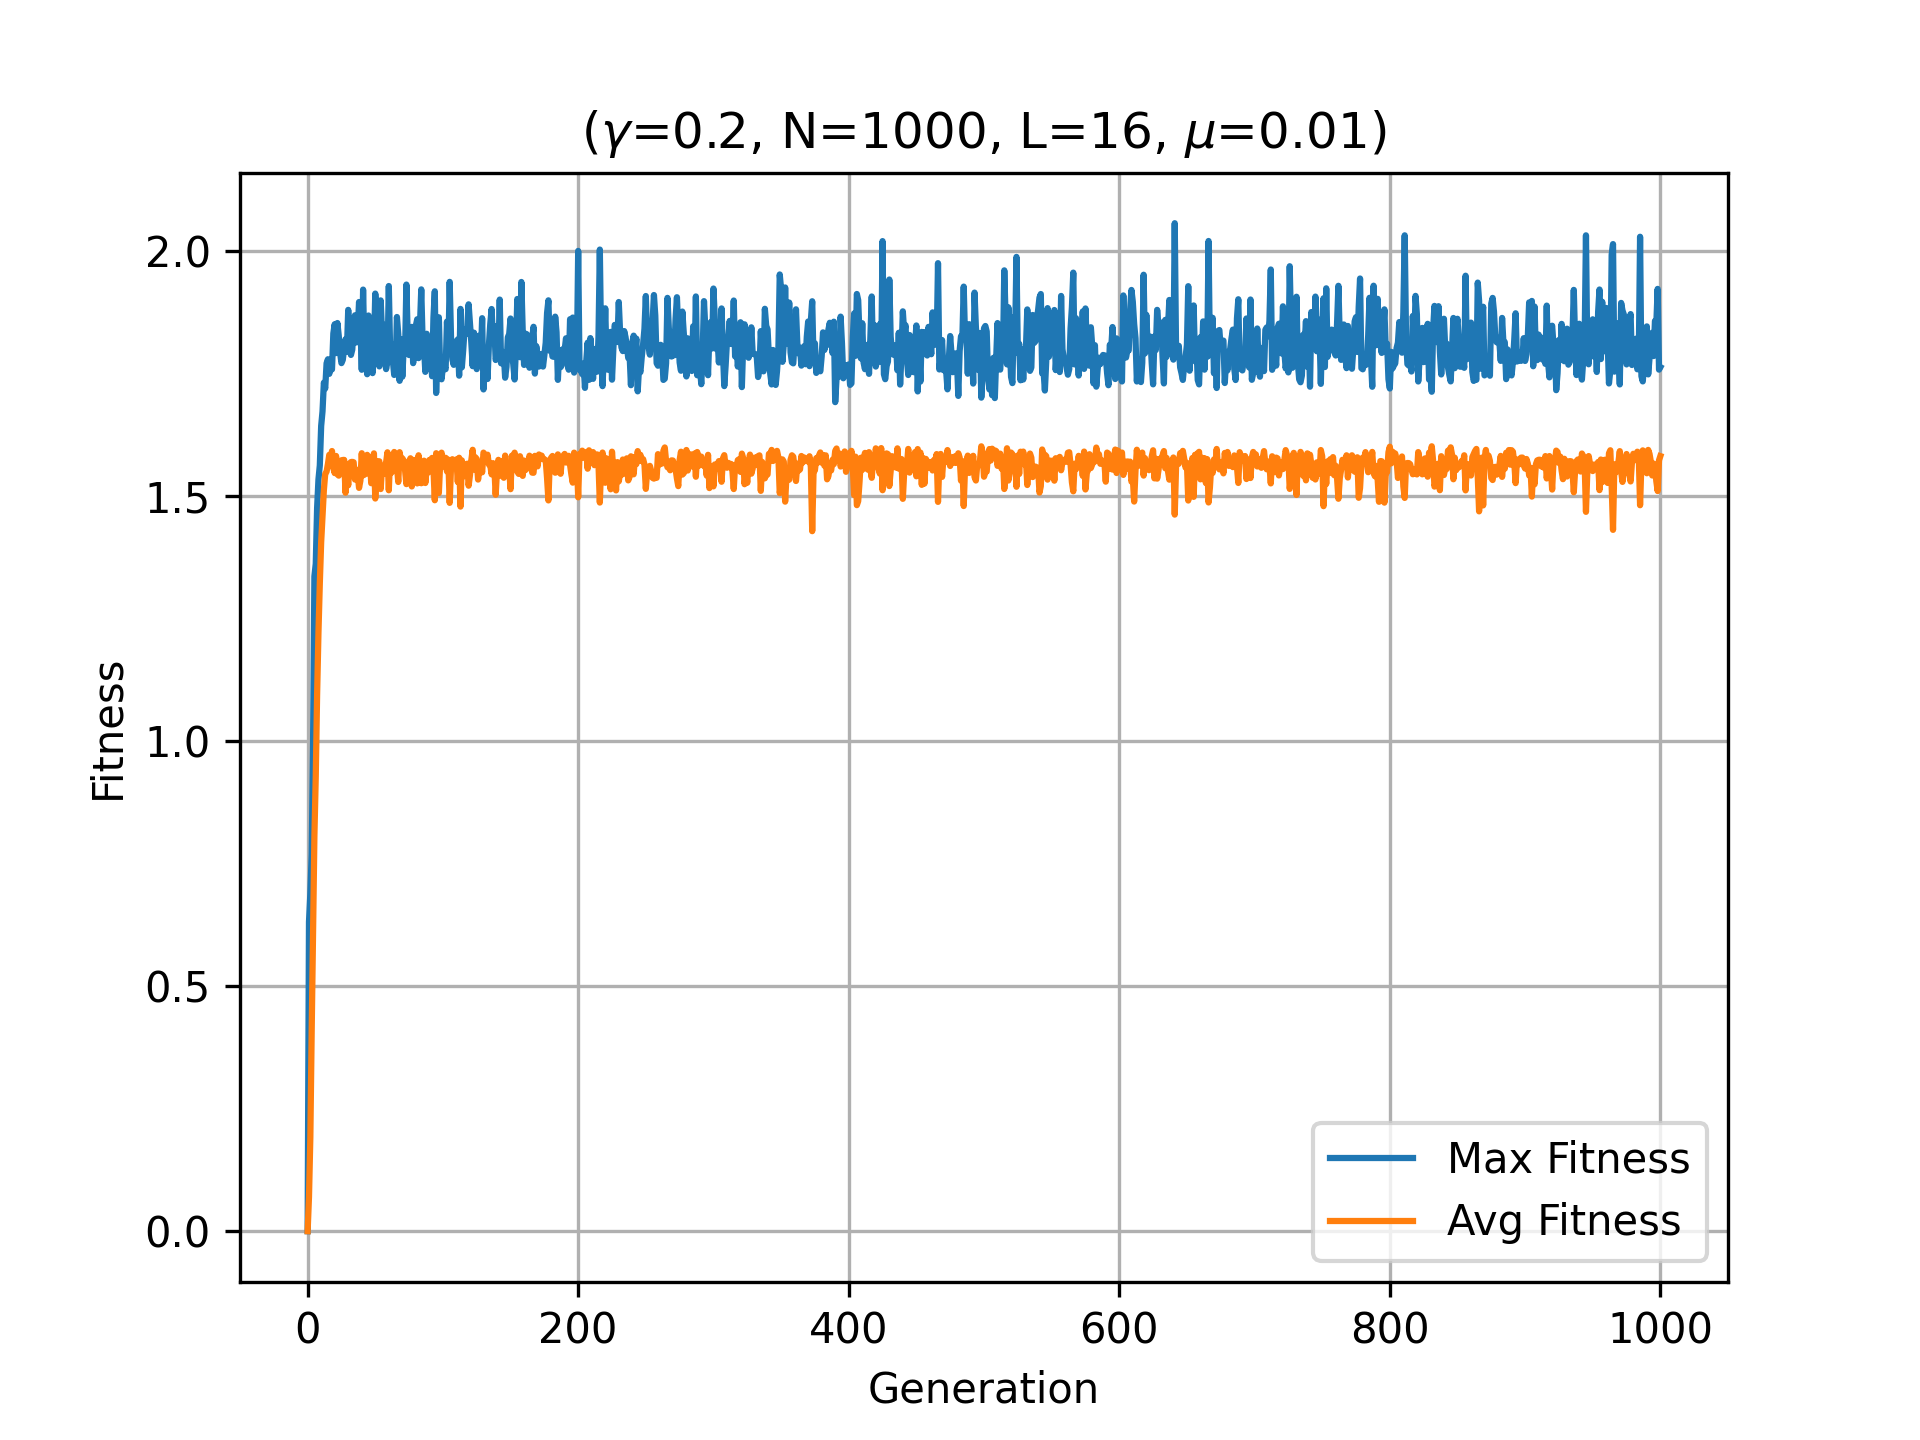 (γ=0.2, N=1000, L=16, μ=0.01)
2.0
1.5
1.0
0.5
0.0
Fitness
Max Fitness
Avg Fitness
0 200 400 600 800 1000
Generation